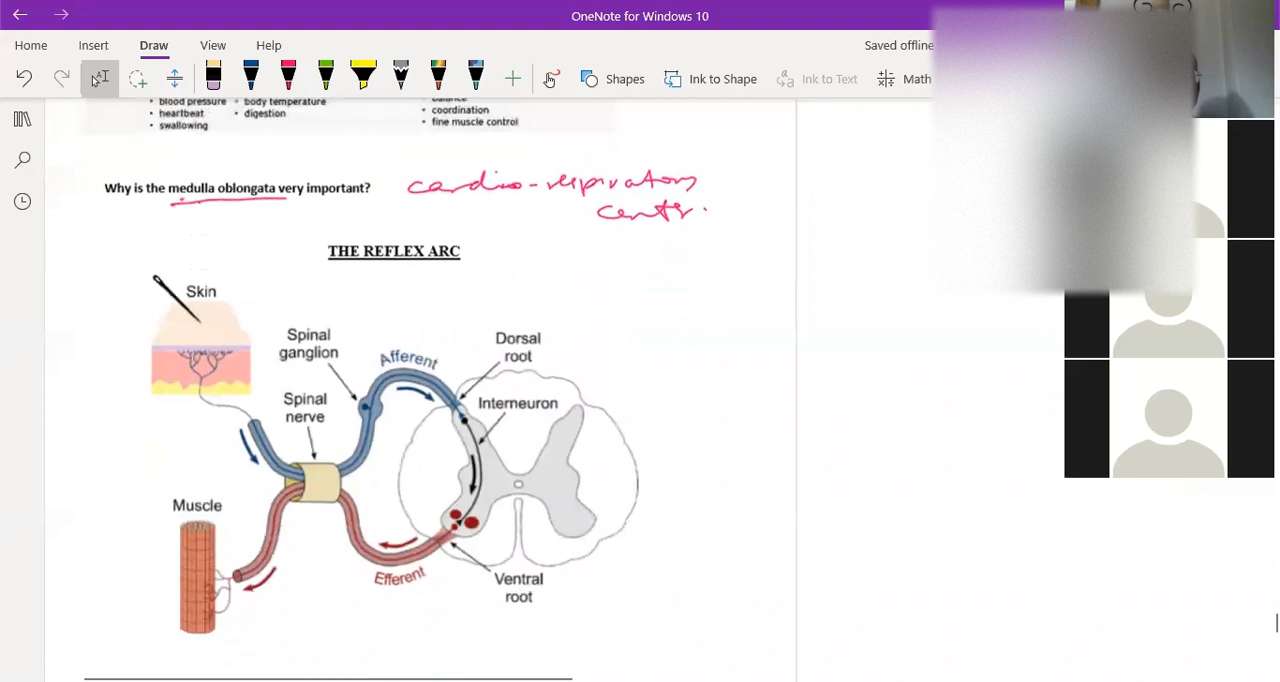 OneNote for Windows 10
Home Insert Draw View Help Saved offline
Shapes Ink to Shape Ink to Text Math
• blood pressure • body temperature balance
• heartbeat • digestion • coordination
• swallowing • fine muscle control
Why is the medulla oblongata very important? cardio-respiratory
center.
THE REFLEX ARC
Skin
Spinal
ganglion
Afferent
Dorsal
root
Spinal
nerve
Interneuron
Muscle
Efferent
Ventral
root